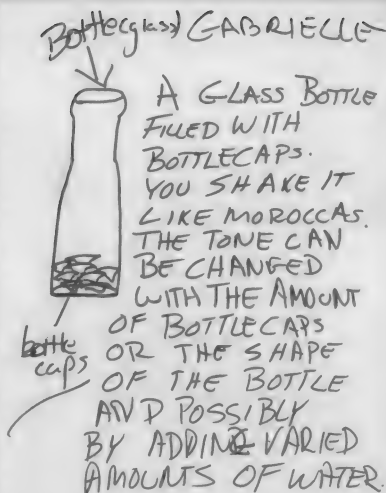 Bottle(glass) GABRIELLE
A GLASS BOTTLE
FILLED WITH
BOTTLECAPS.
YOU SHAKE IT
LIKE MOROCCAS.
THE TONE CAN
BE CHANGED
WITH THE AMOUNT
OF BOTTLECAPS
bottle
caps
OR THE SHAPE
OF THE BOTTLE
AND POSSIBLY
BY ADDING VARIED
AMOUNTS OF WATER.